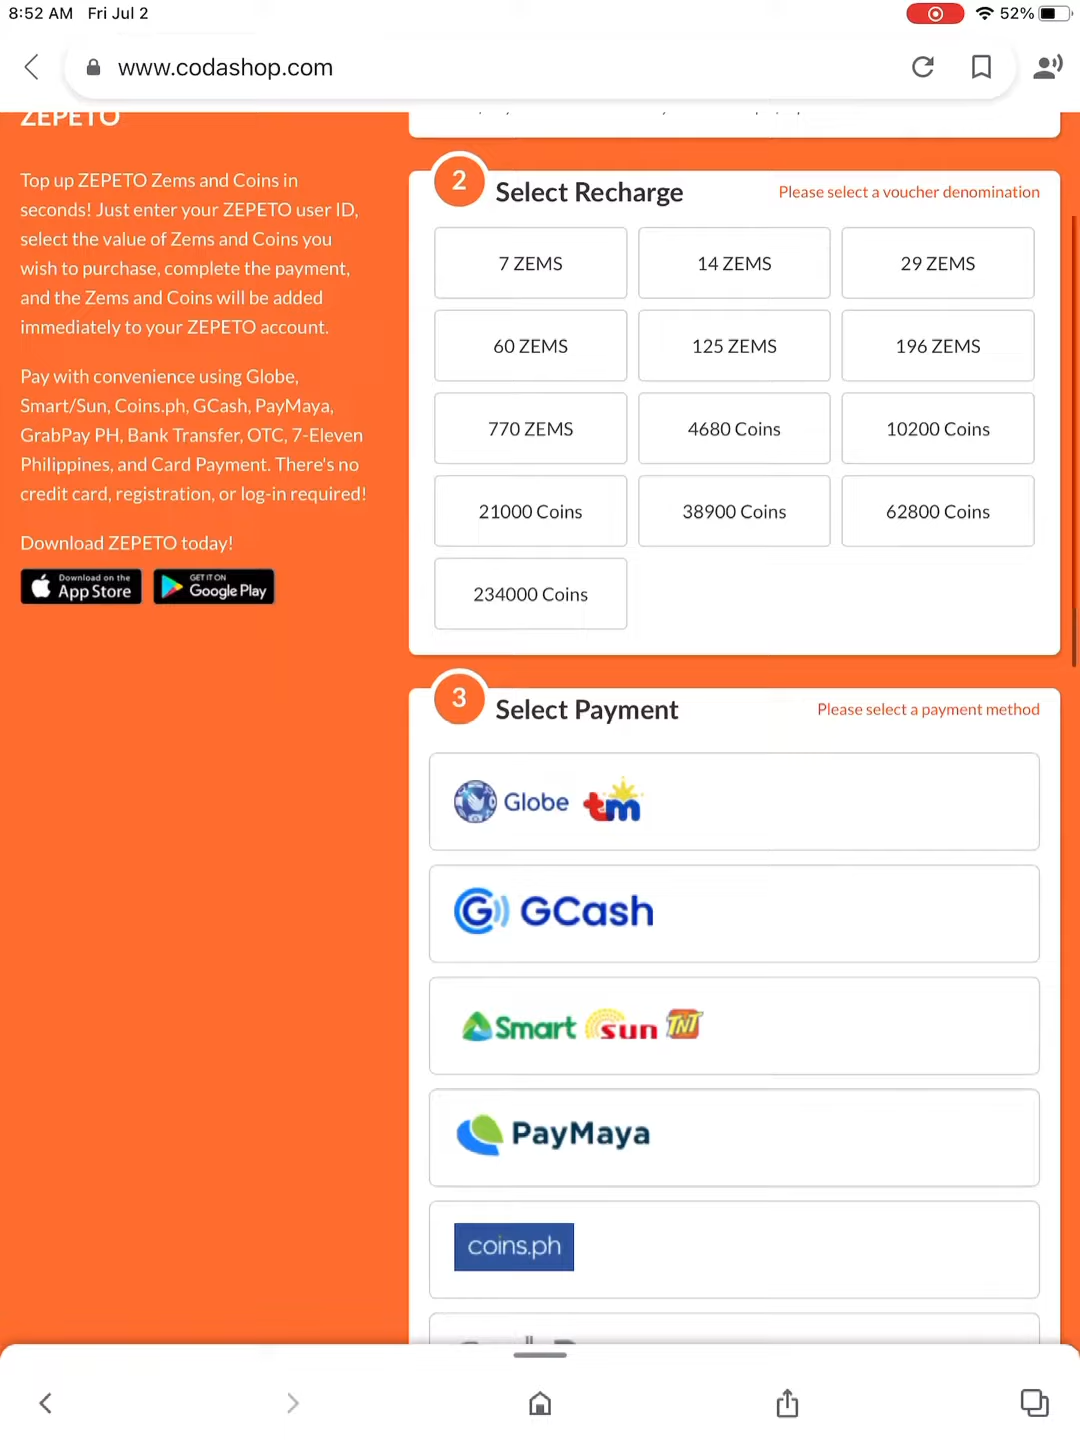 8:52 AM Fri Jul 2
52%
www.codashop.com
ZEPETO
Top up ZEPETO Zems and Coins in
seconds! Just enter your ZEPETO user ID,
select the value of Zems and Coins you
wish to purchase, complete the payment,
and the Zems and Coins will be added
immediately to your ZEPETO account.
Pay with convenience using Globe,
Smart/Sun, Coins.ph, GCash, PayMaya,
GrabPay PH, Bank Transfer, OTC, 7-Eleven
Philippines, and Card Payment. There's no
credit card, registration, or log-in required!
Download ZEPETO today!
Download on the
App Store
GET IT ON
Google Play
2
Select Recharge
Please select a voucher denomination
7 ZEMS
14 ZEMS
29 ZEMS
60 ZEMS
125 ZEMS
196 ZEMS
770 ZEMS
4680 Coins
10200 Coins
21000 Coins
38900 Coins
62800 Coins
234000 Coins
3
Select Payment
Please select a payment method
Globe tm
GCash
Smart sun TNT
PayMaya
coins.ph